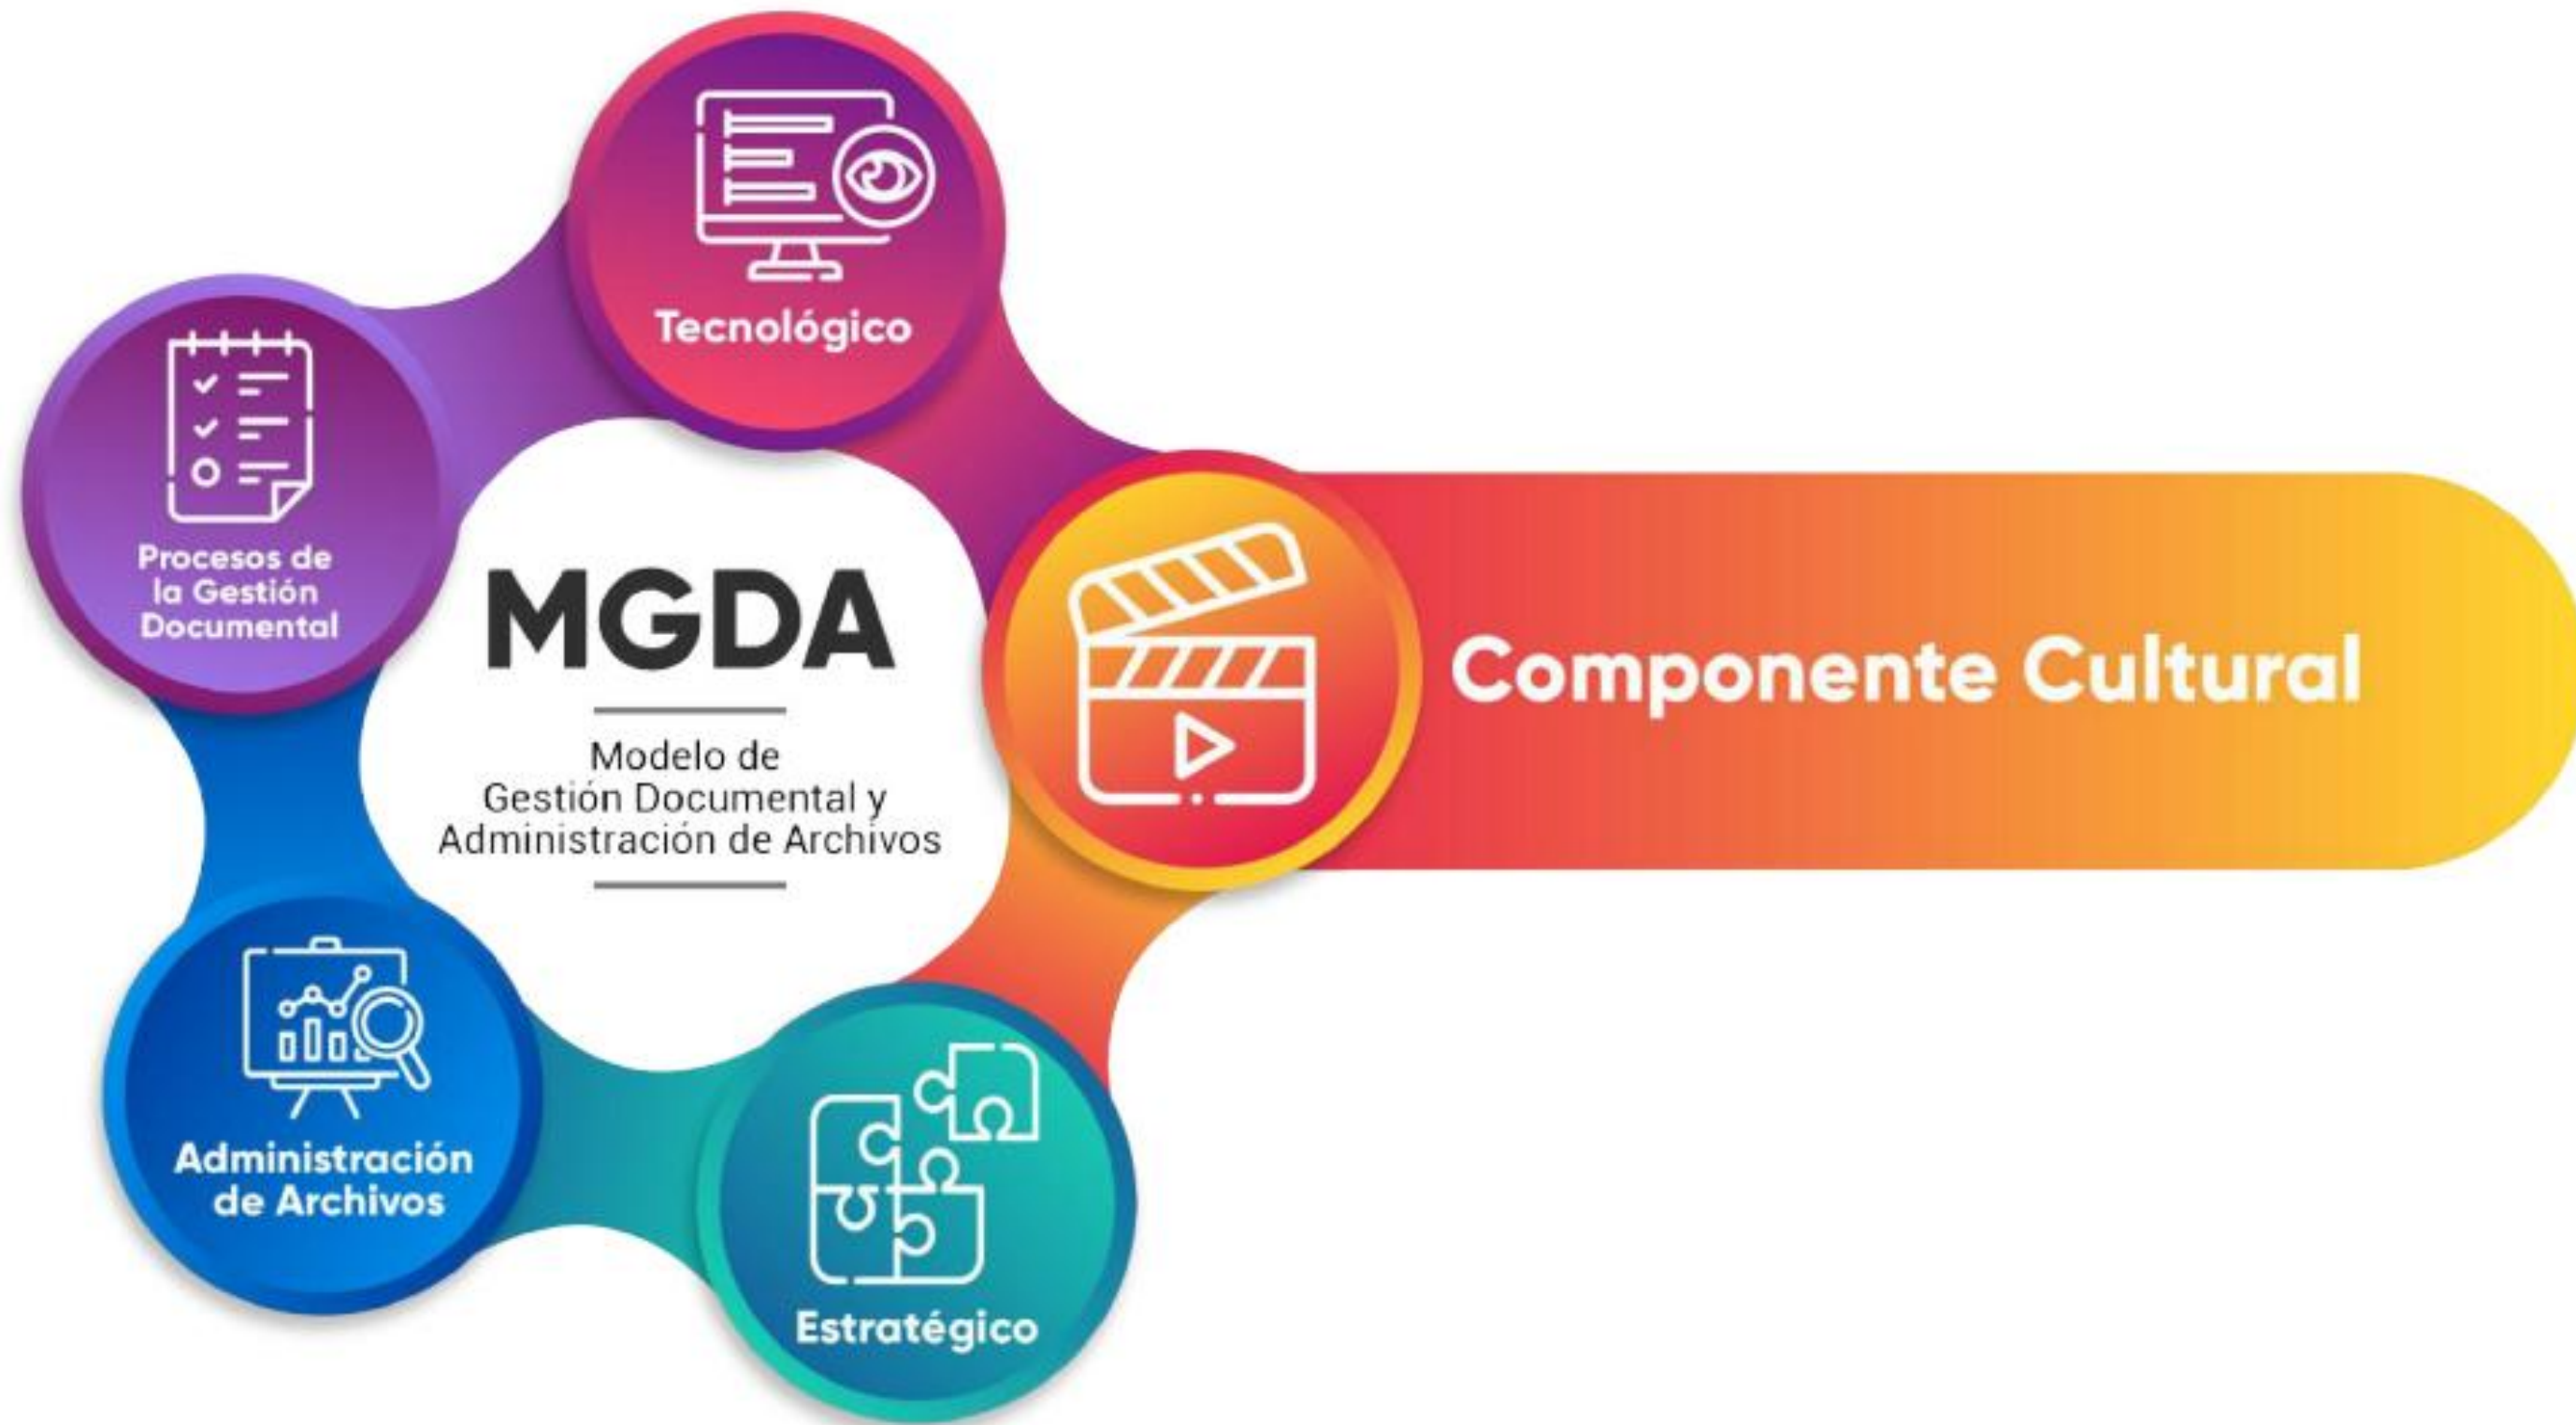 Tecnológico
Procesos de
la Gestión
Documental
MGDA
Modelo de
Gestión Documental y
Administración de Archivos
Componente Cultural
Administración
de Archivos
Estratégico